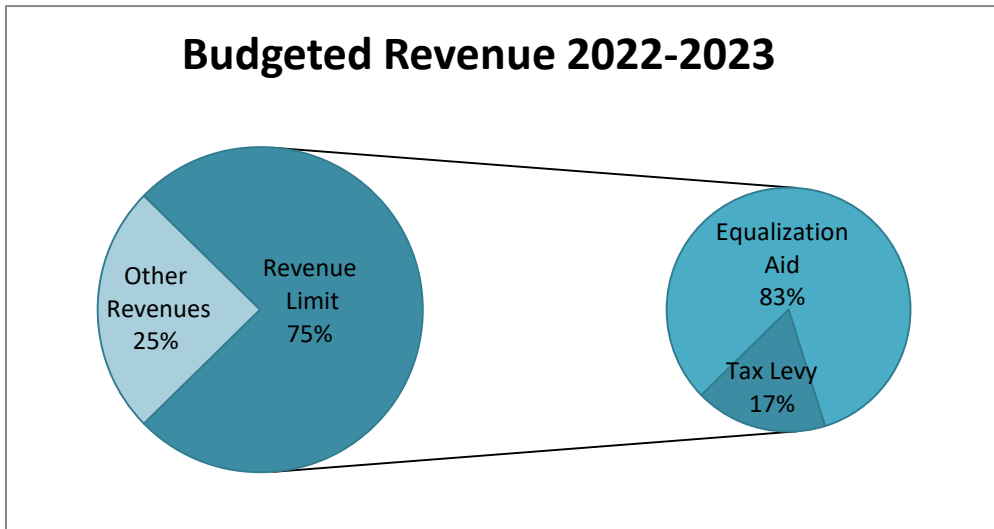 Budgeted Revenue 2022-2023
Other
Revenues
25%
Revenue
Limit
75%
Equalization
Aid
83%
Tax Levy
17%